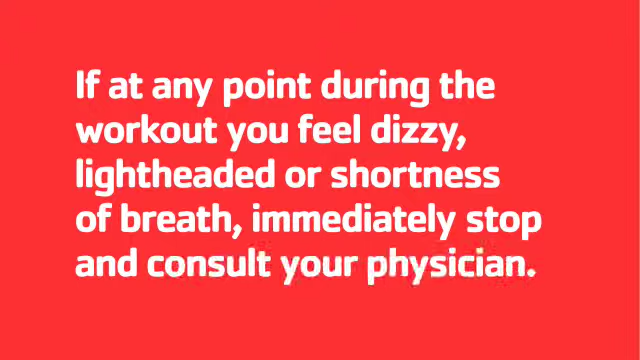 If at any point during the
workout you feel dizzy,
lightheaded or shortness
of breath, immediately stop
and consult your physician.